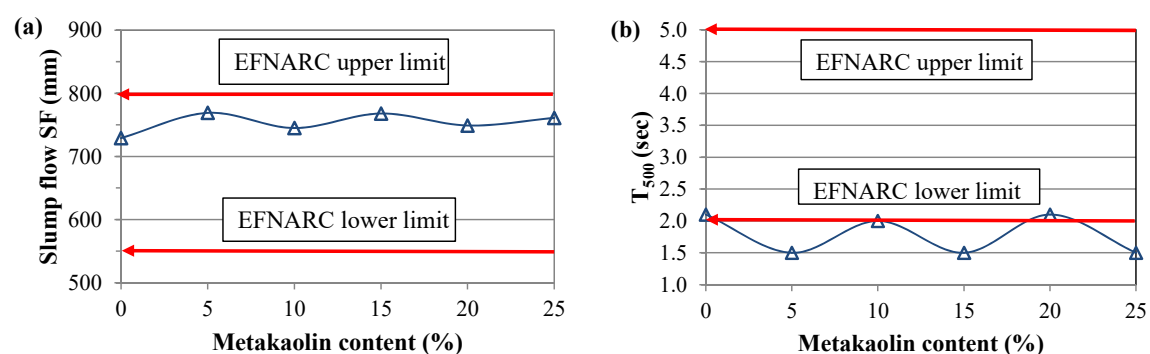 (a)
Slump flow SF (mm)
900
800
700
600
500
EFNARC upper limit
EFNARC lower limit
0 5 10 15 20 25
Metakaolin content (%)
(b)
T500 (sec)
5.0
4.5
4.0
3.5
3.0
2.5
2.0
1.5
1.0
EFNARC upper limit
EFNARC lower limit
0 5 10 15 20 25
Metakaolin content (%)